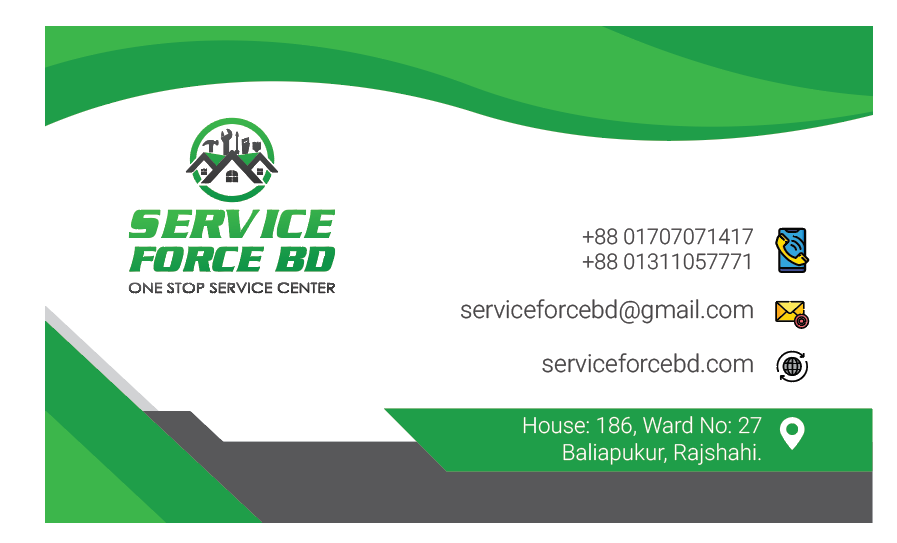 SERVICE
FORCE BD
ONE STOP SERVICE CENTER
+88 01707071417
+88 01311057771
serviceforcebd@gmail.com
serviceforcebd.com
House: 186, Ward No: 27
Baliapukur, Rajshahi.